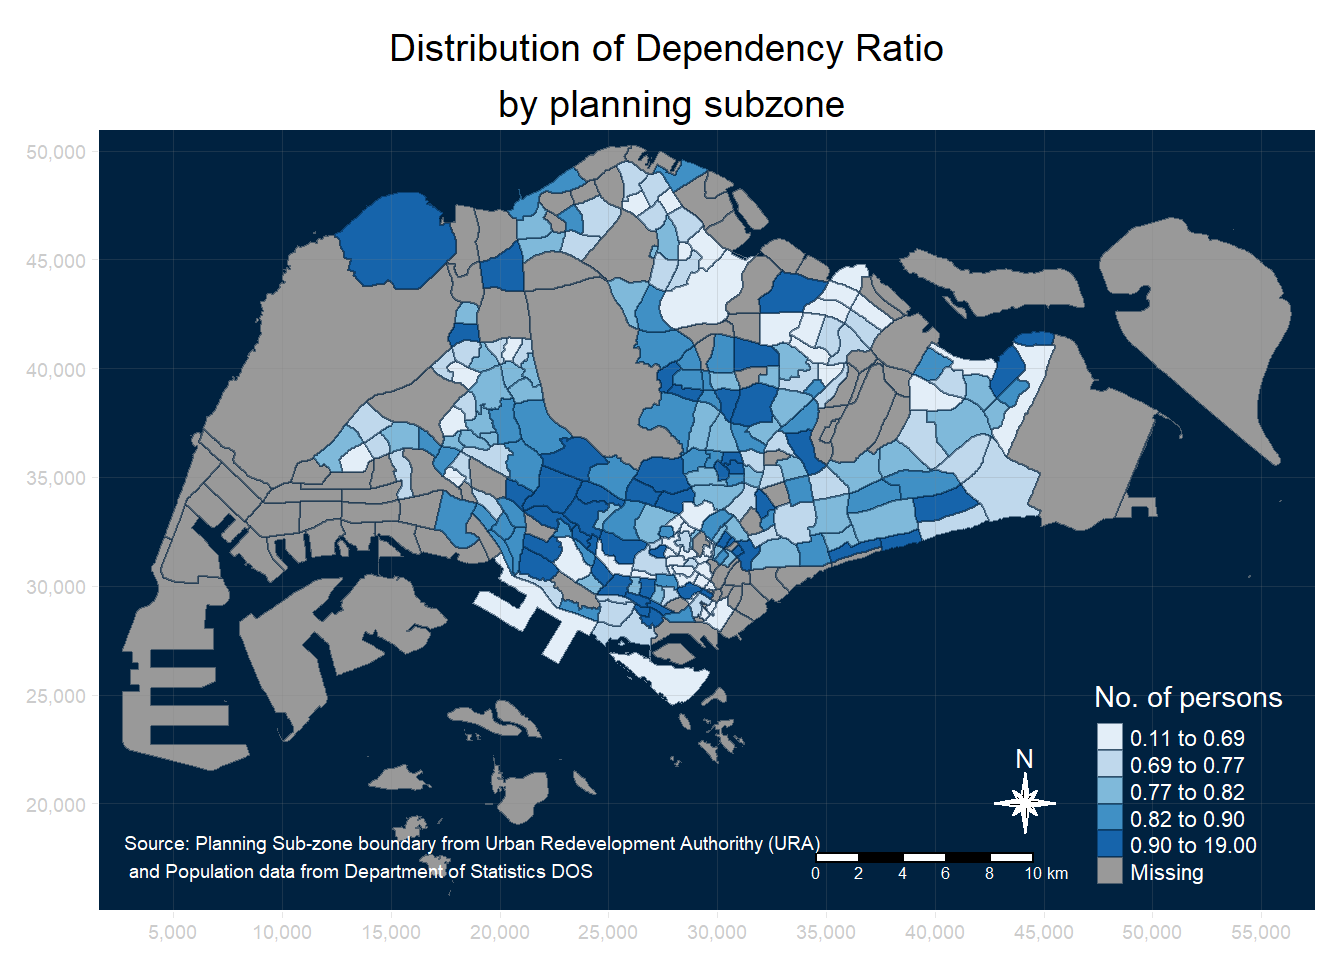 Distribution of Dependency Ratio
by planning subzone
50,000
45,000
40,000
35,000
30,000
25,000
20,000
No. of persons
0.11 to 0.69
0.69 to 0.77
0.77 to 0.82
0.82 to 0.90
0.90 to 19.00
Missing
N
Source: Planning Sub-zone boundary from Urban Redevelopment Authorithy (URA)
and Population data from Department of Statistics DOS
0 2 4 6 8 10 km
5,000 10,000 15,000 20,000 25,000 30,000 35,000 40,000 45,000 50,000 55,000